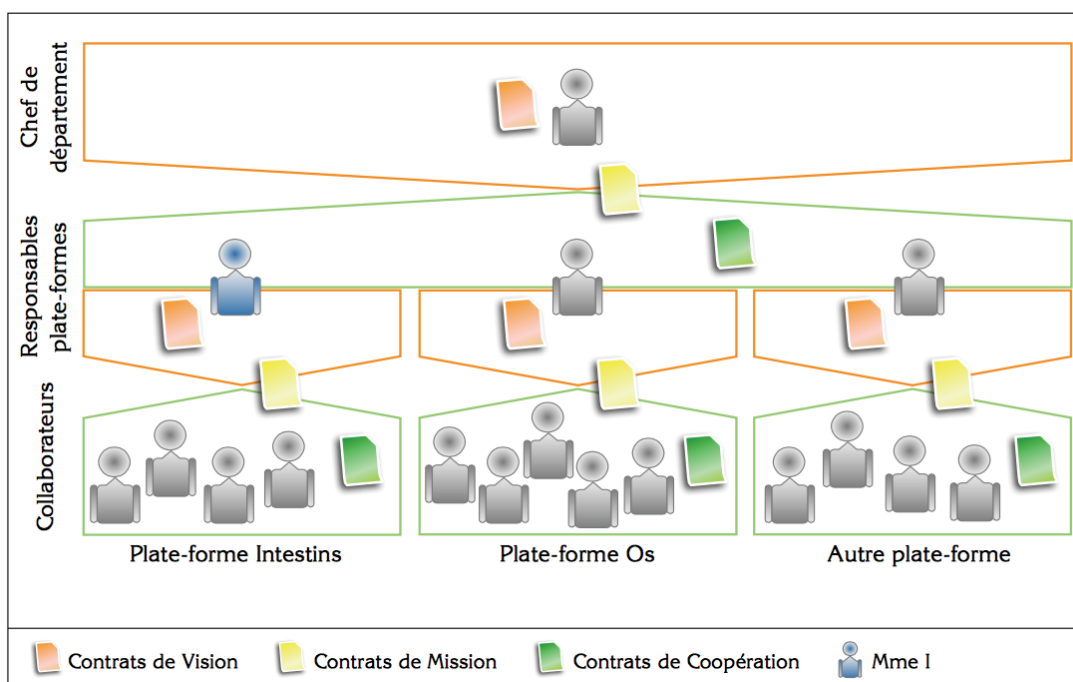 Chef de
département
Responsables
plate-formes
Collaborateurs
Plate-forme Intestins
Plate-forme Os
Autre plate-forme
Contrats de Vision
Contrats de Mission
Contrats de Coopération
Mme I